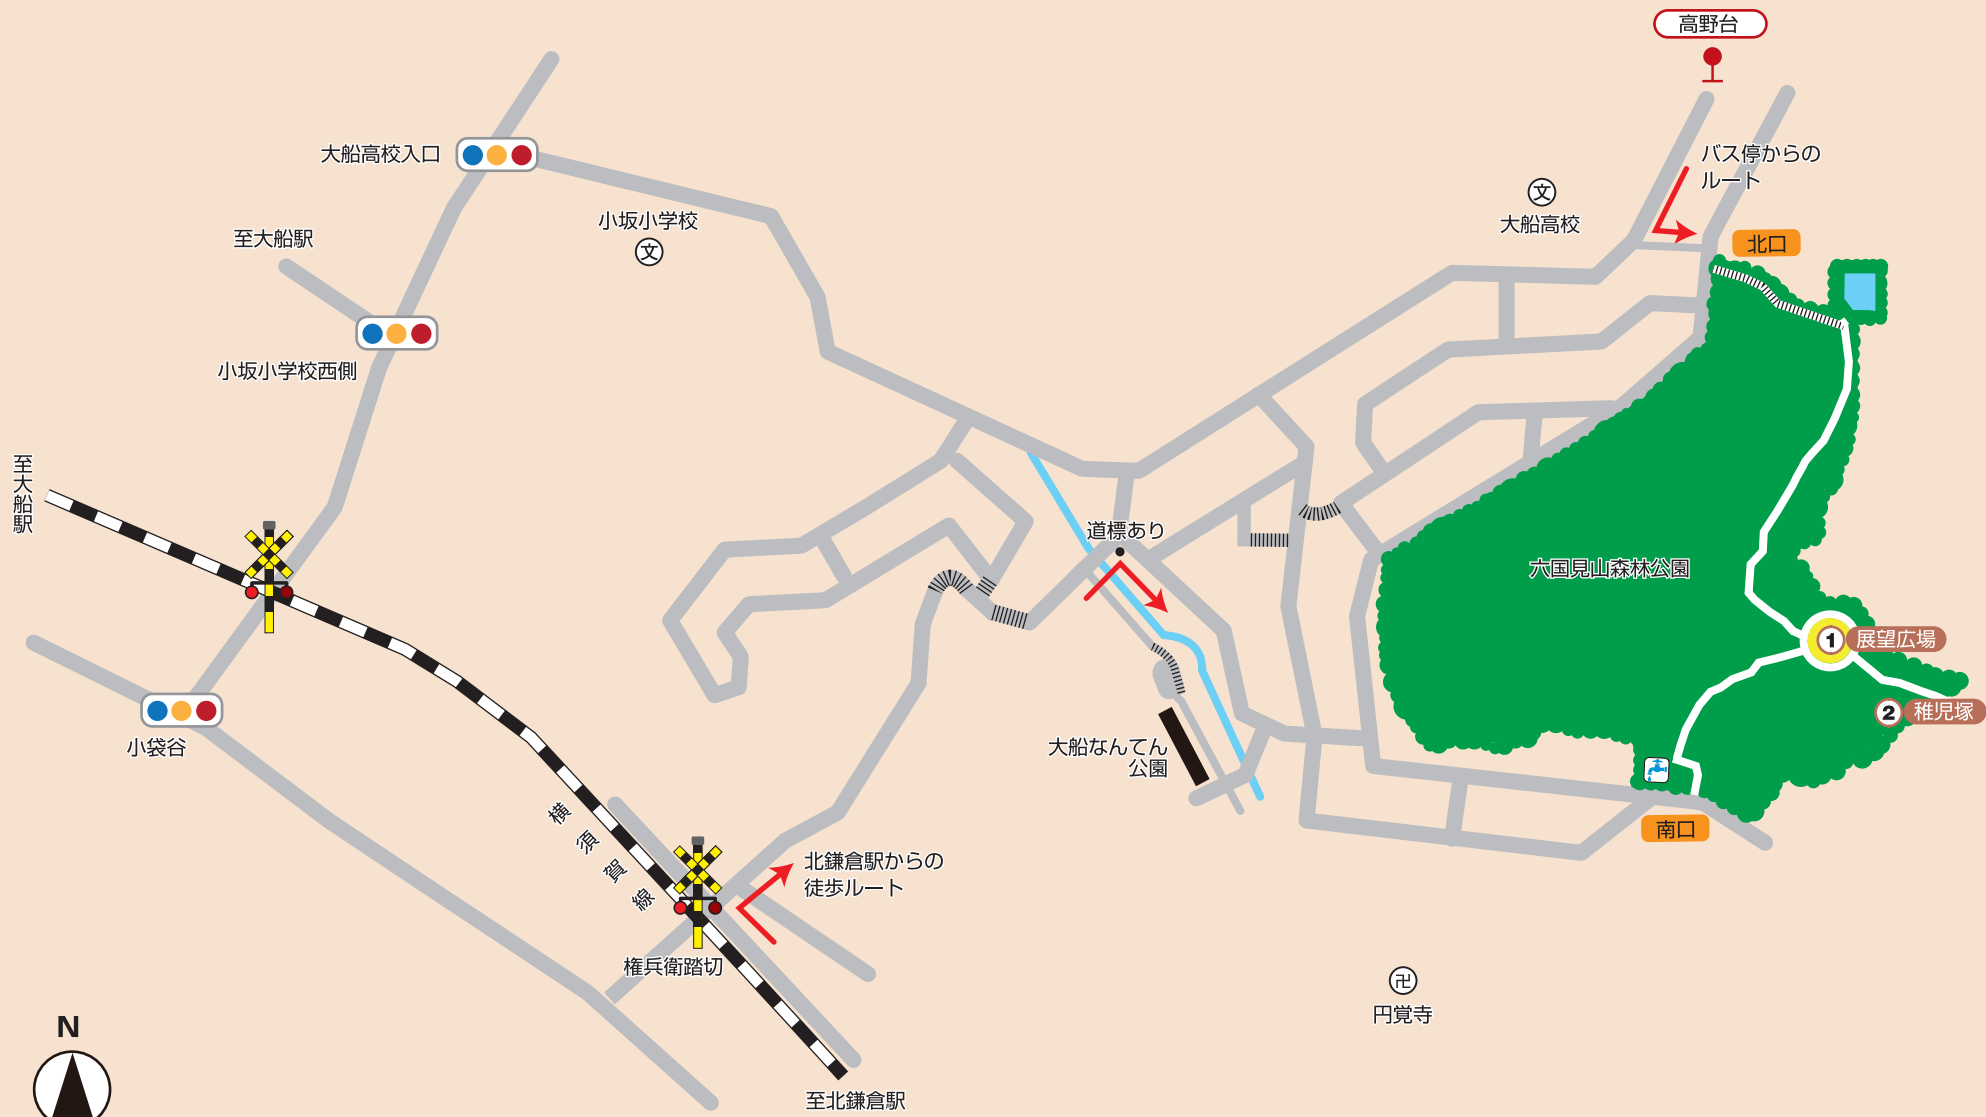 高野台
大船高校入口
バス停からの
ルート
文
大船高校
小坂小学校
文
至大船駅
北口
小坂小学校西側
至大船駅
道標あり
六国見山森林公園
1
展望広場
2
稚児塚
小袋谷
大船なんてん
公園
横須賀線
南口
北鎌倉駅からの
徒歩ルート
権兵衛踏切
卍
円覚寺
N
至北鎌倉駅